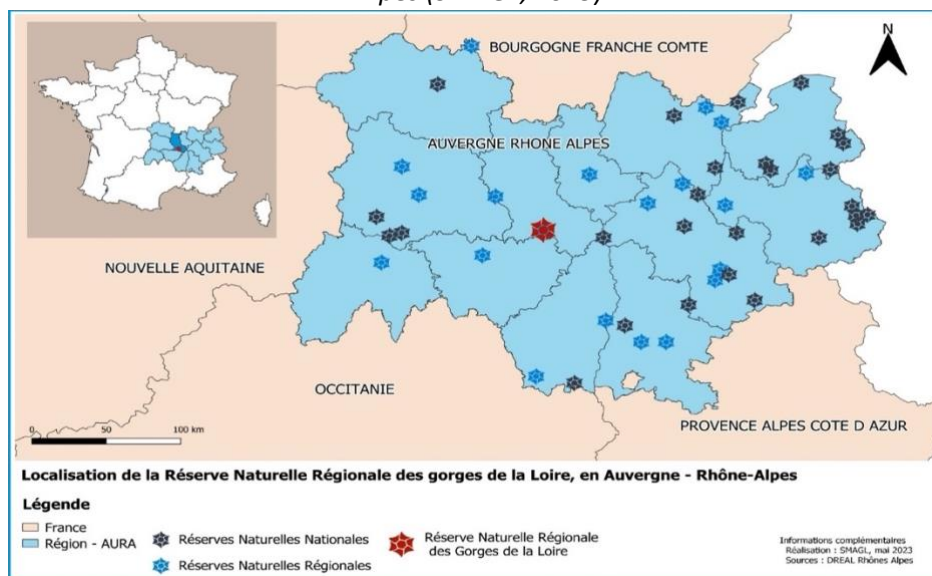 BOURGOGNE FRANCHE COMTE
N
AUVERGNE RHONE ALPES
NOUVELLE AQUITAINE
OCCITANIE
PROVENCE ALPES COTE D AZUR
0 50 100 km
Localisation de la Réserve Naturelle Régionale des gorges de la Loire, en Auvergne - Rhône-Alpes
Légende
France
Région - AURA
Réserves Naturelles Nationales
Réserves Naturelles Régionales
Réserve Naturelle Régionale
des Gorges de la Loire
Informations complémentaires
Réalisation : SMAGL, mai 2023
Sources : DREAL Rhônes Alpes